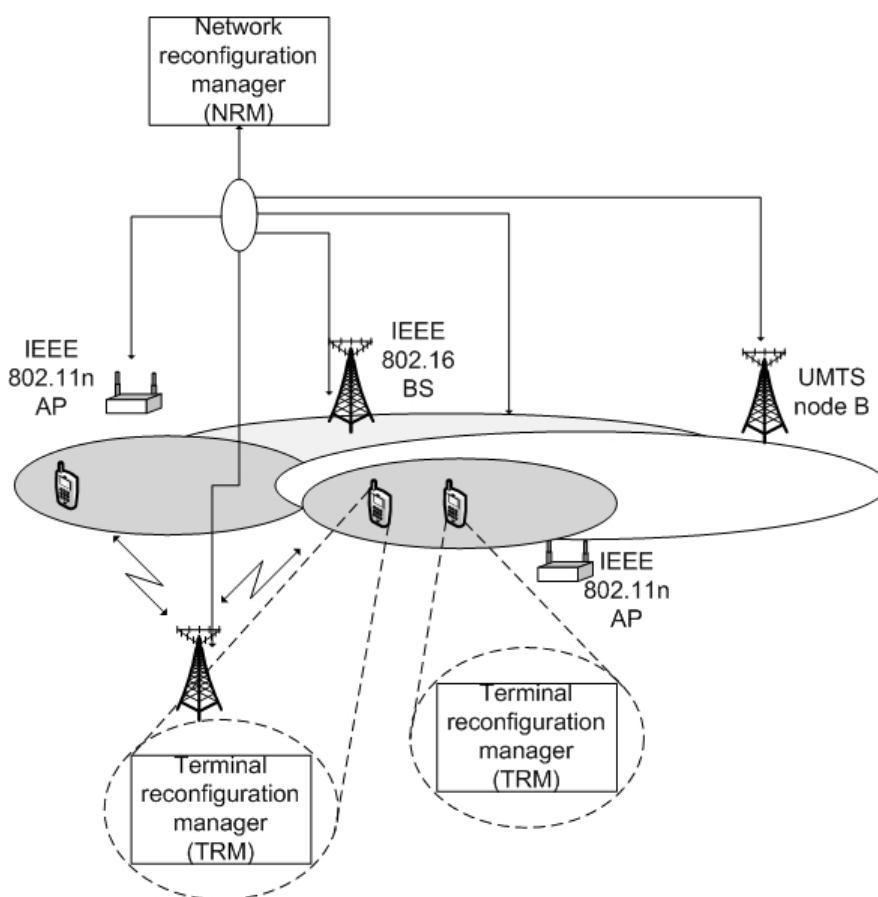 Network
reconfiguration
manager
(NRM)
IEEE
802.11n
AP
IEEE
802.16
BS
UMTS
node B
IEEE
802.11n
AP
Terminal
reconfiguration
manager
(TRM)
Terminal
reconfiguration
manager
(TRM)